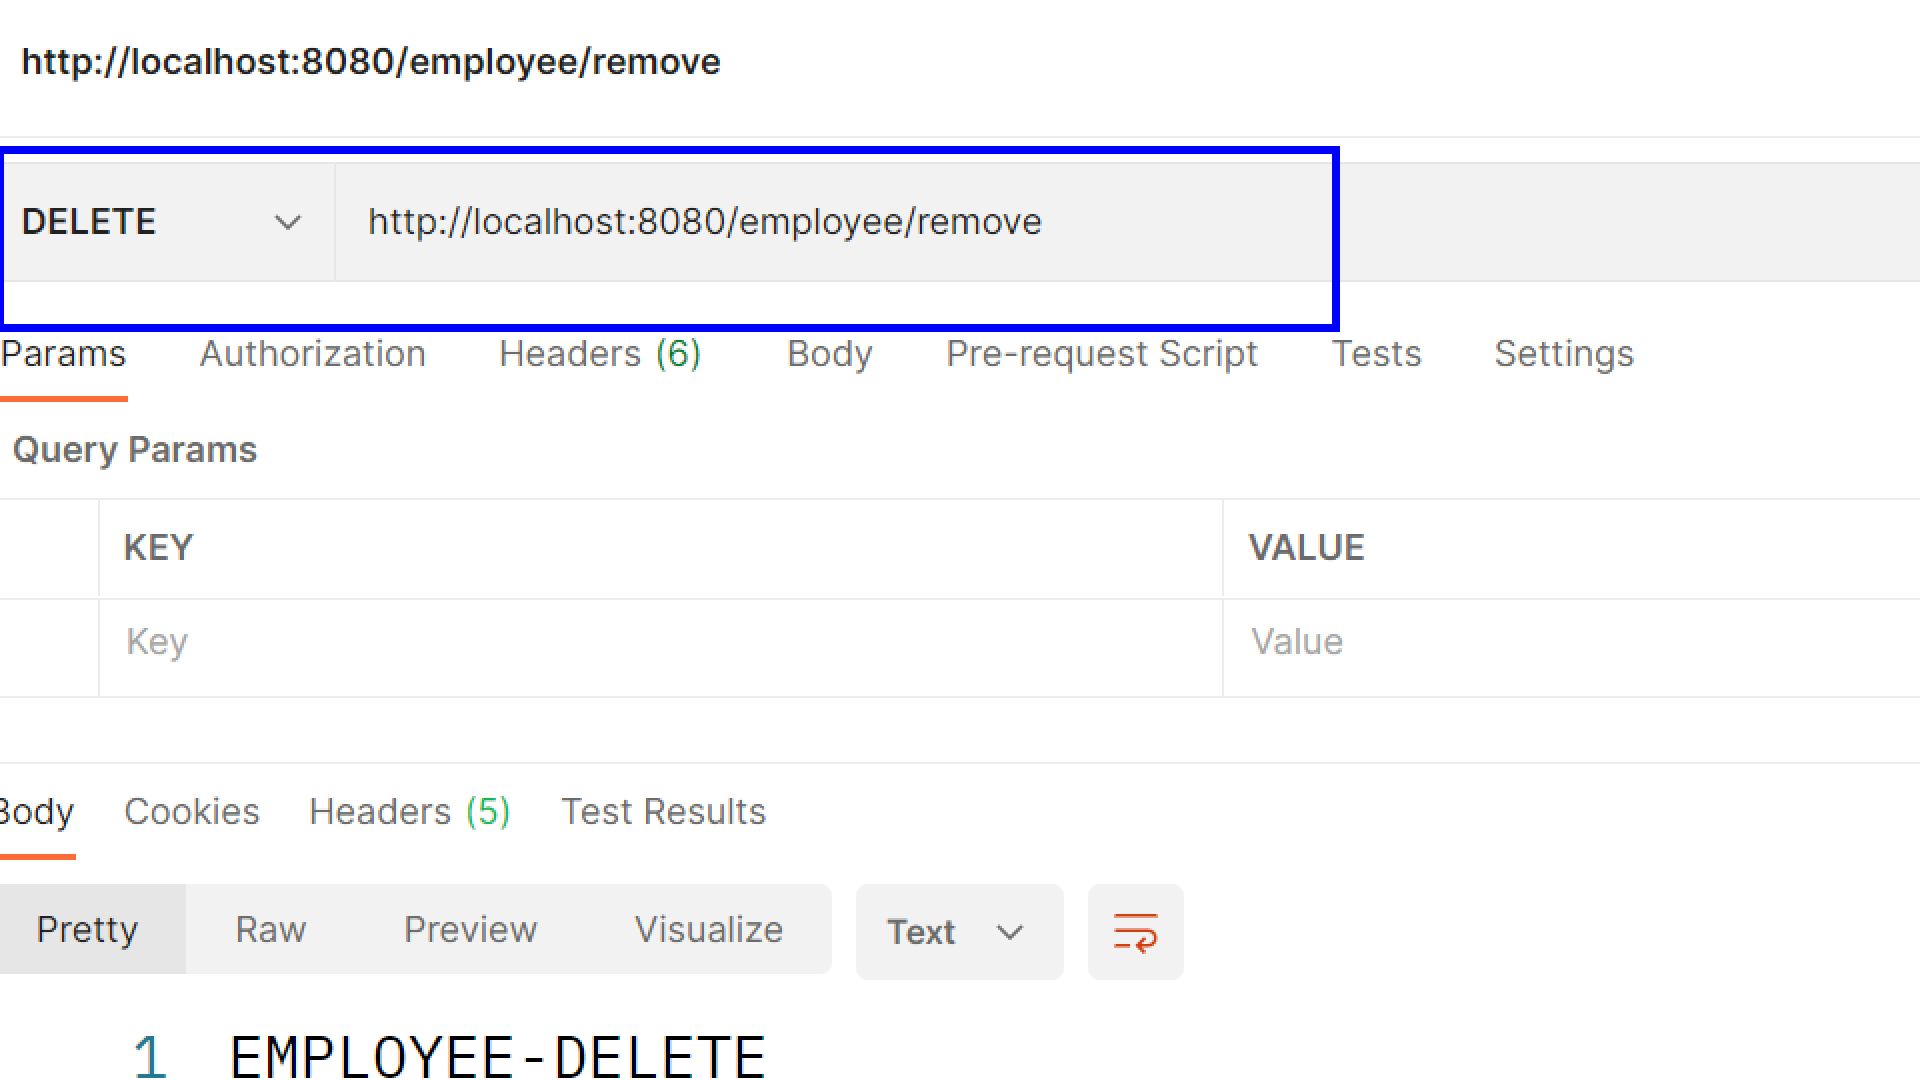 http://localhost:8080/employee/remove
DELETE http://localhost:8080/employee/remove
Params Authorization Headers (6) Body Pre-request Script Tests Settings
Query Params
KEY VALUE
Key Value
Body Cookies Headers (5) Test Results
Pretty Raw Preview Visualize Text
1 EMPLOYEE-DELETE